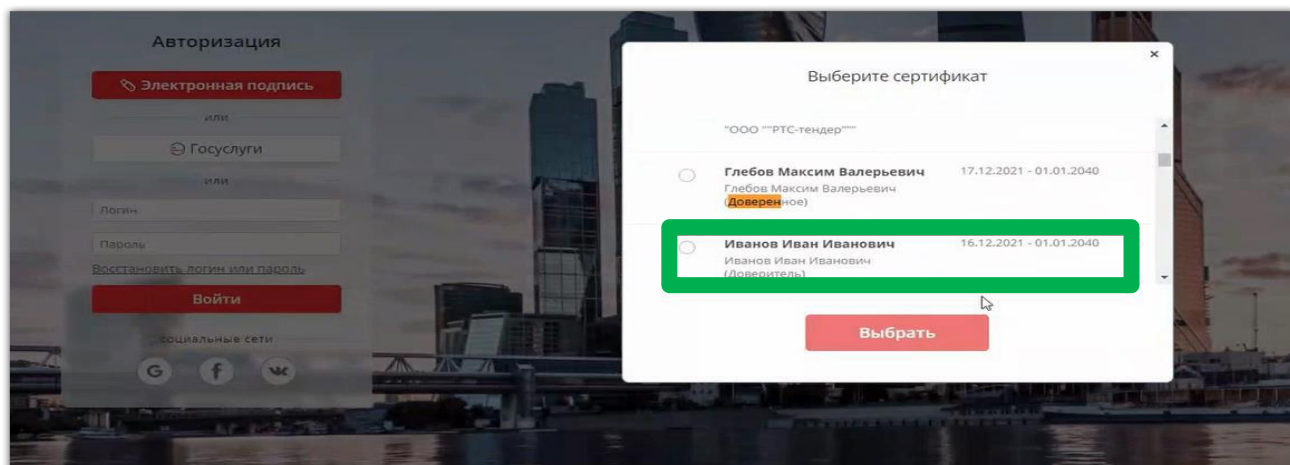 Авторизация
Электронная подпись
или
Госуслуги
или
Логин
Пароль
Восстановить логин или пароль
Войти
социальные сети
G f
Выберите сертификат
×
"ООО ""РТС-тендер"""
Глебов Максим Валерьевич 17.12.2021 - 01.01.2040
Глебов Максим Валерьевич
(Доверенное)
Иванов Иван Иванович 16.12.2021 - 01.01.2040
Иванов Иван Иванович
(Доверитель)
Выбрать